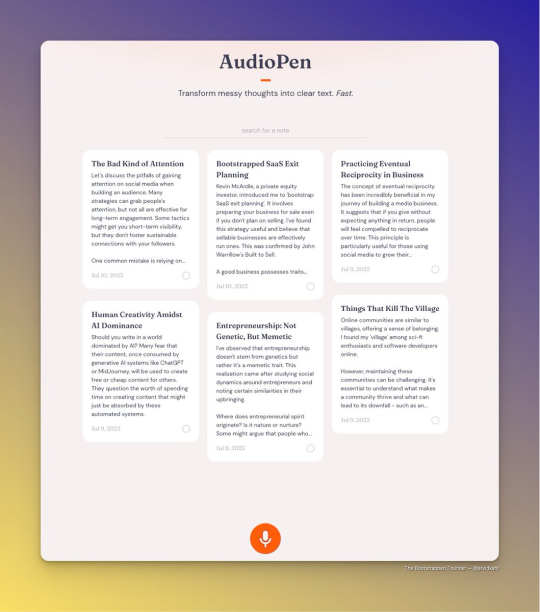 AudioPen
Transform messy thoughts into clear text. Fast.
search for a note
The Bad Kind of Attention
Let's discuss the pitfalls of gaining
attention on social media when
building an audience. Many
strategies can grab people's
attention, but not all are effective for
long-term engagement. Some tactics
might get you short-term visibility,
but they don't foster sustainable
connections with your followers.
One common mistake is relying on...
Jul 10, 2023
Human Creativity Amidst
AI Dominance
Should you write in a world
dominated by AI? Many fear that
their content, once consumed by
generative AI systems like ChatGPT
or MidJourney, will be used to create
free or cheap content for others.
They question the worth of spending
time on creating content that might
just be absorbed by these
automated systems.
Jul 9, 2023
Bootstrapped SaaS Exit
Planning
Kevin McArdle, a private equity
investor, introduced me to 'bootstrap
SaaS exit planning'. It involves
preparing your business for sale even
if you don't plan on selling. I've found
this strategy useful and believe that
sellable businesses are effectively
run ones. This was confirmed by John
Warrillow's Built to Sell.
A good business possesses traits...
Jul 10, 2023
Entrepreneurship: Not
Genetic, But Memetic
I've observed that entrepreneurship
doesn't stem from genetics but
rather it's a memetic trait. This
realization came after studying social
dynamics around entrepreneurs and
noting certain similarities in their
upbringing.
Where does entrepreneurial spirit
originate? Is it nature or nurture?
Some might argue that people who...
Jul 9, 2023
Practicing Eventual
Reciprocity in Business
The concept of eventual reciprocity
has been incredibly beneficial in my
journey of building a media business.
It suggests that if you give without
expecting anything in return, people
will feel compelled to reciprocate
over time. This principle is
particularly useful for those using
social media to grow their...
Jul 9, 2023
Things That Kill The Village
Online communities are similar to
villages, offering a sense of belonging.
I found my 'village' among sci-fi
enthusiasts and software developers
online.
However, maintaining these
communities can be challenging. It's
essential to understand what makes
a community thrive and what can
lead to its downfall - such as an...
Jul 9, 2023
The Bootstrapped Founder — @arvidkahl